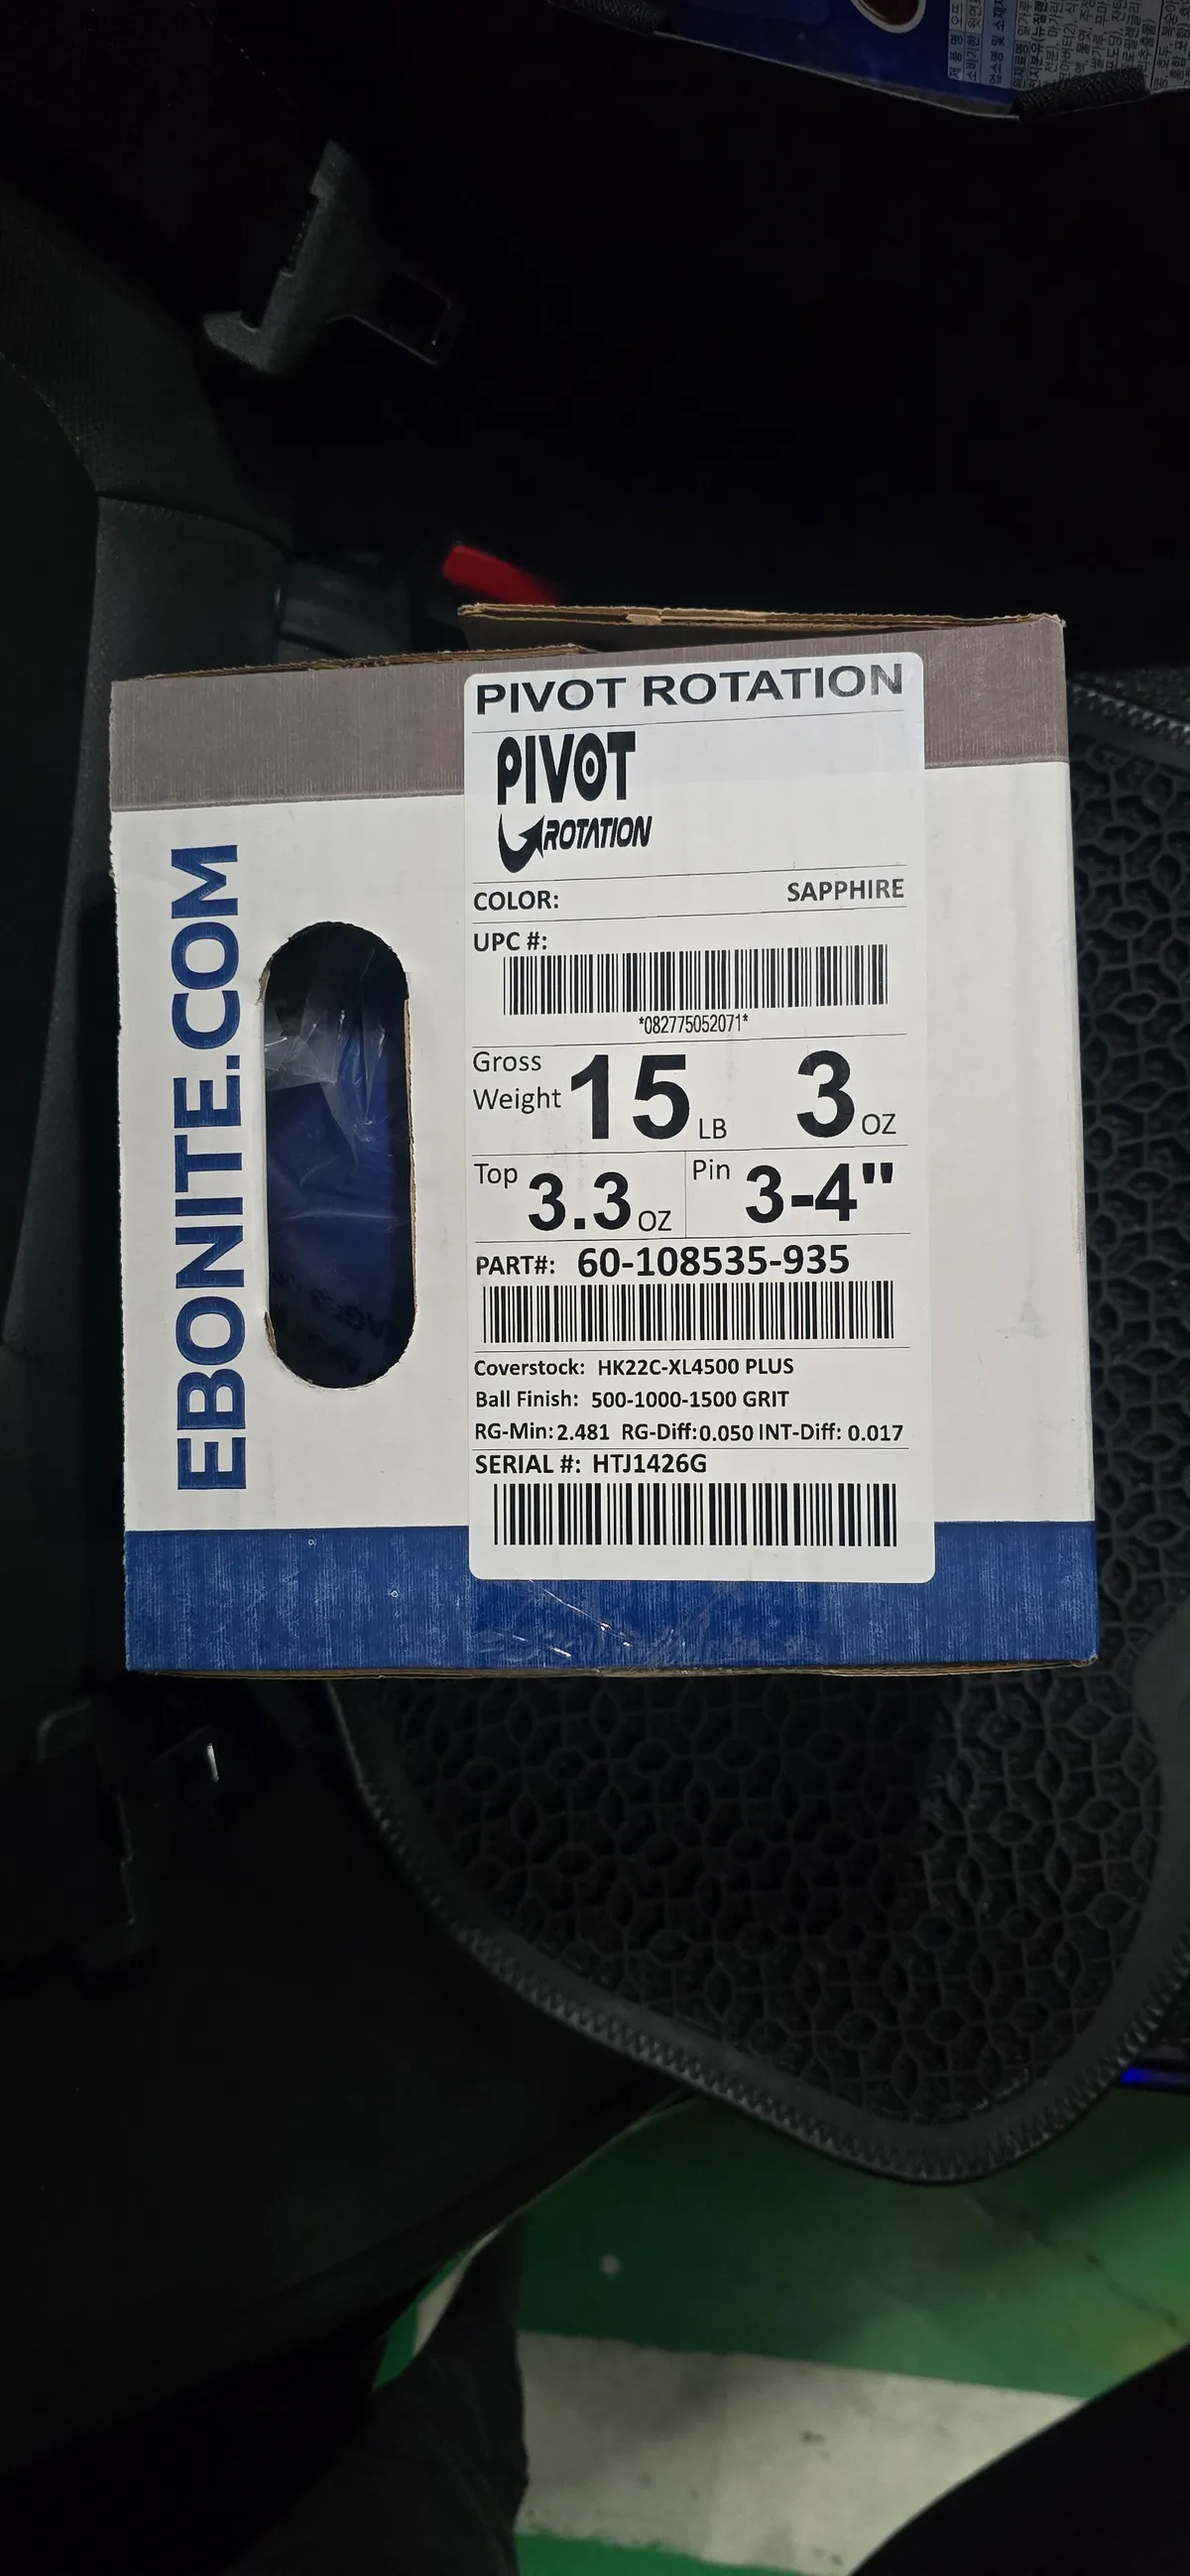 PIVOT ROTATION
PIVOT
ROTATION
COLOR: SAPPHIRE
UPC #:
*082775052071*
Gross Weight 15 LB 3 OZ
Top 3.3 OZ Pin 3-4"
PART#: 60-108535-935
Coverstock: HK22C-XL4500 PLUS
Ball Finish: 500-1000-1500 GRIT
RG-Min: 2.481 RG-Diff: 0.050 INT-Diff: 0.017
SERIAL #: HTJ1426G
EBONITE.COM